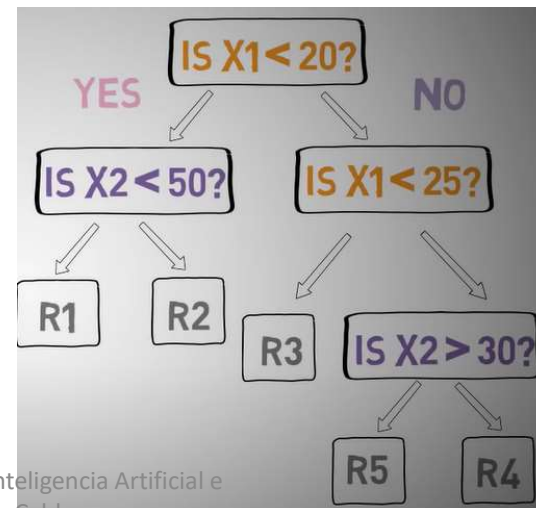 IS X1 < 20?
YES
NO
IS X2 < 50?
IS X1 < 25?
R1
R2
R3
IS X2 > 30?
R5
R4
nteligencia Artificial e